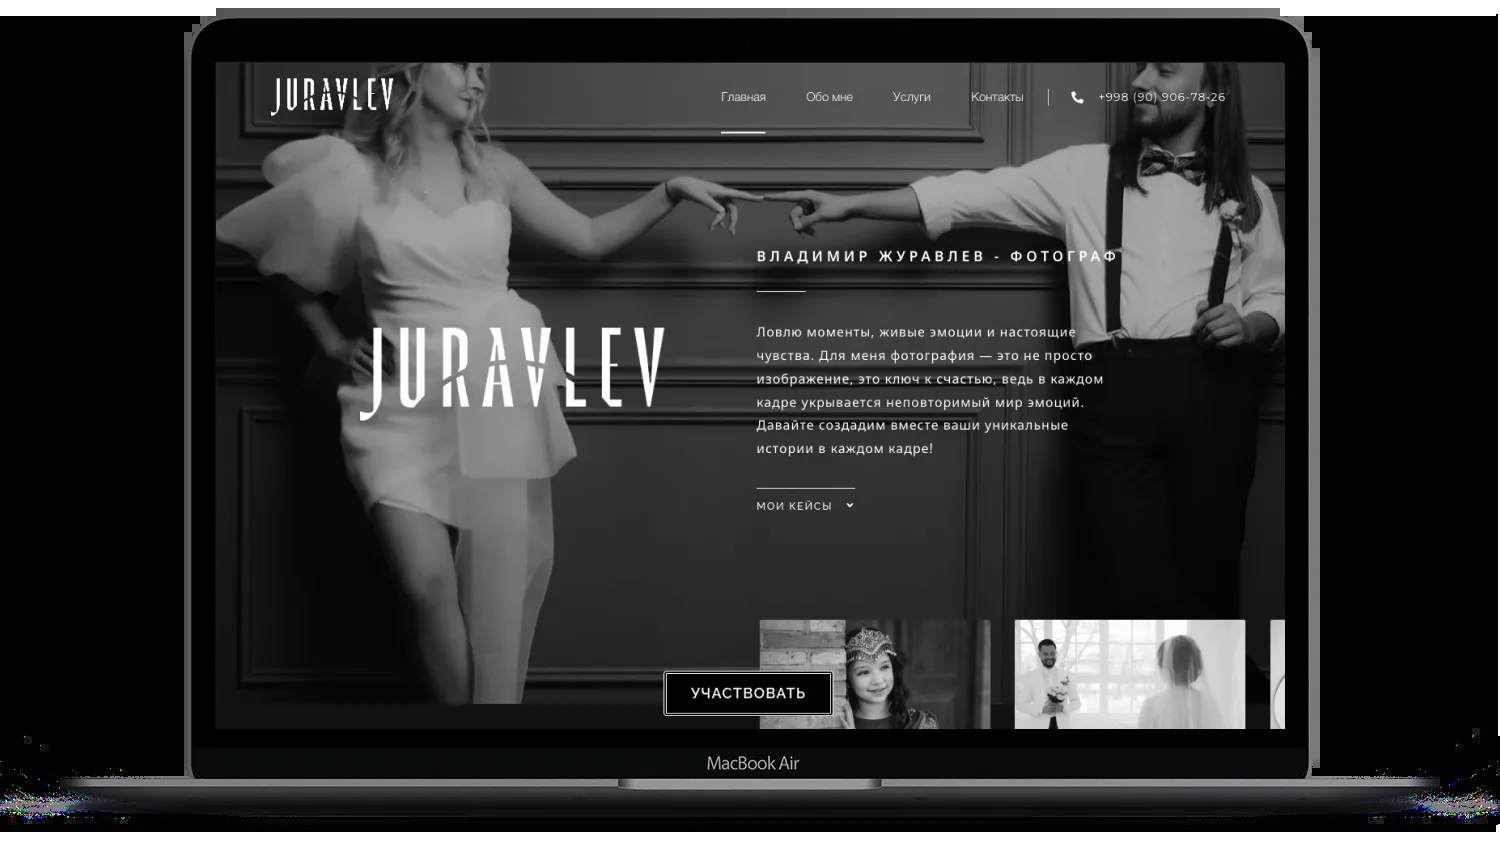 JURAVLEV
Главная Обо мне Услуги Контакты +998 (90) 906-78-26
ВЛАДИМИР ЖУРАВЛЕВ - ФОТОГРАФ
JURAVLEV
Ловлю моменты, живые эмоции и настоящие
чувства. Для меня фотография — это не просто
изображение, это ключ к счастью, ведь в каждом
кадре укрывается неповторимый мир эмоций.
Давайте создадим вместе ваши уникальные
истории в каждом кадре!
МОИ КЕЙСЫ
УЧАСТВОВАТЬ
MacBook Air